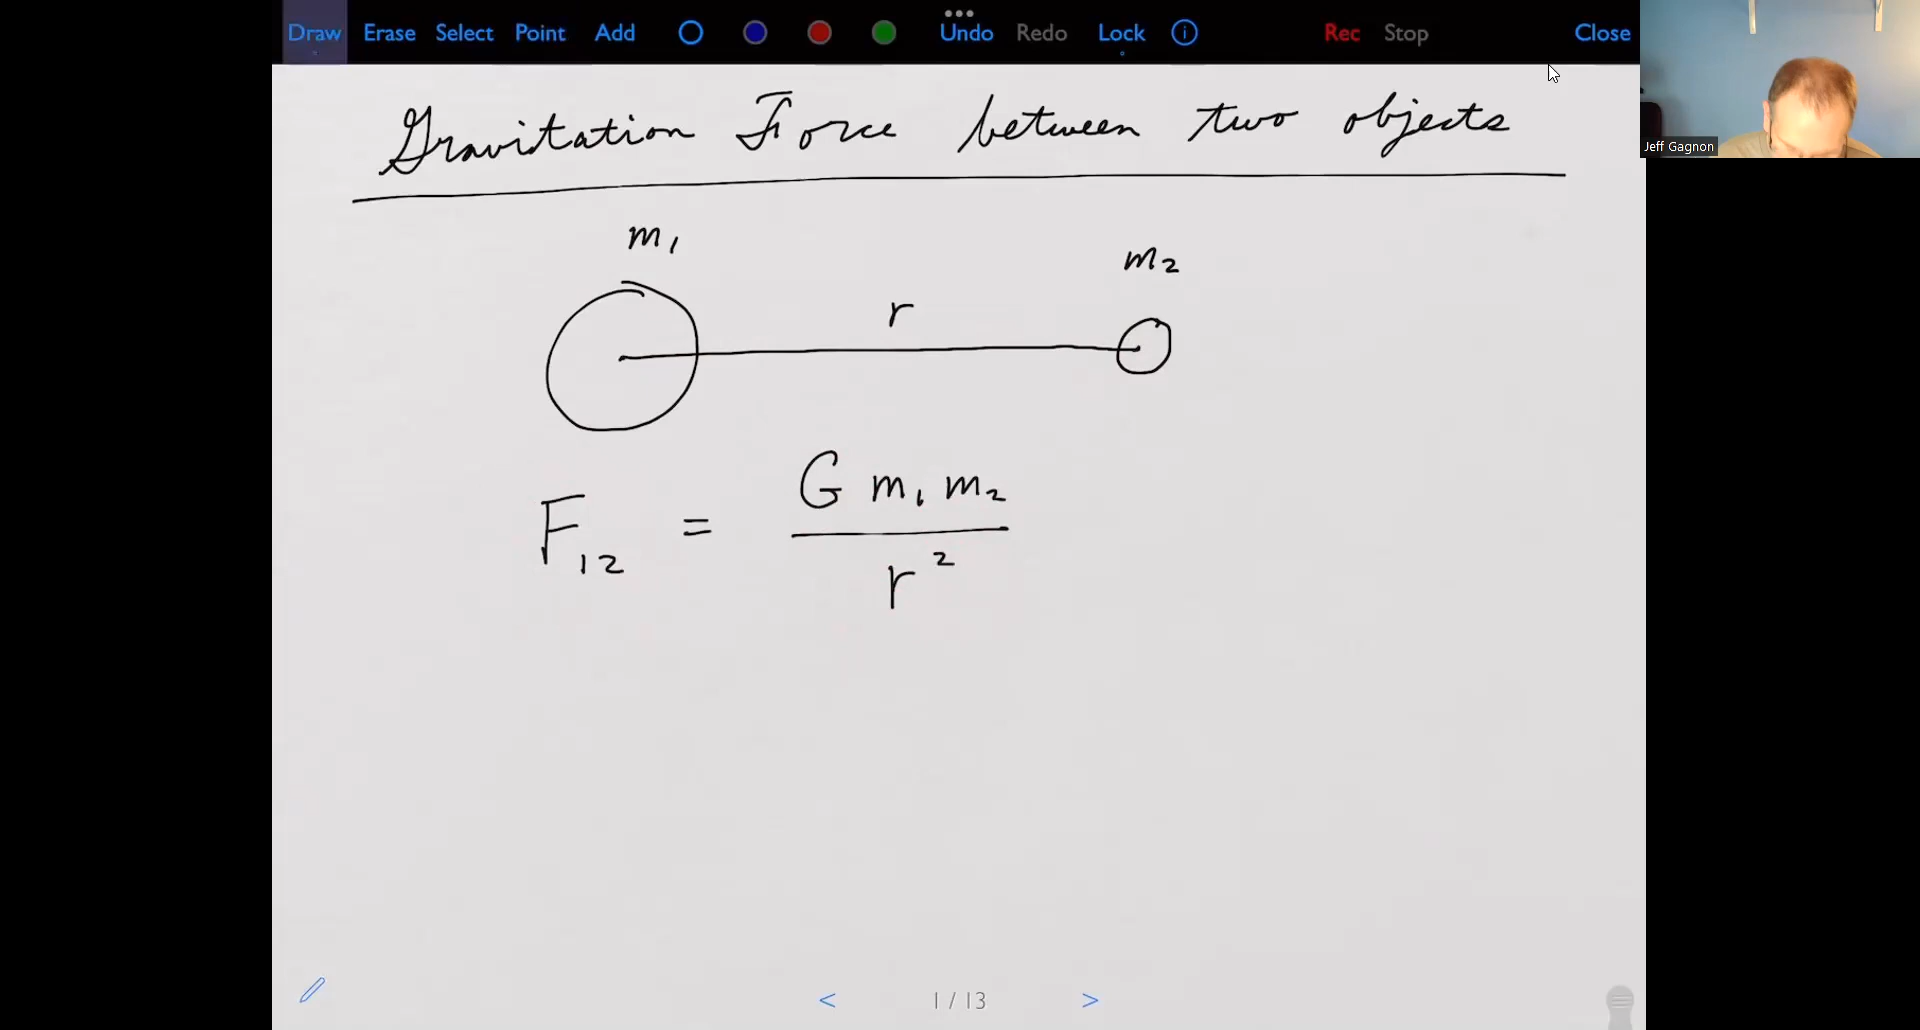 Draw Erase Select Point Add Undo Redo Lock Rec Stop Close
Jeff Gagnon
Gravitation Force between two objects
m₁
m₂
r
F₁₂ = G m₁ m₂ / r²
< 1 / 13 >